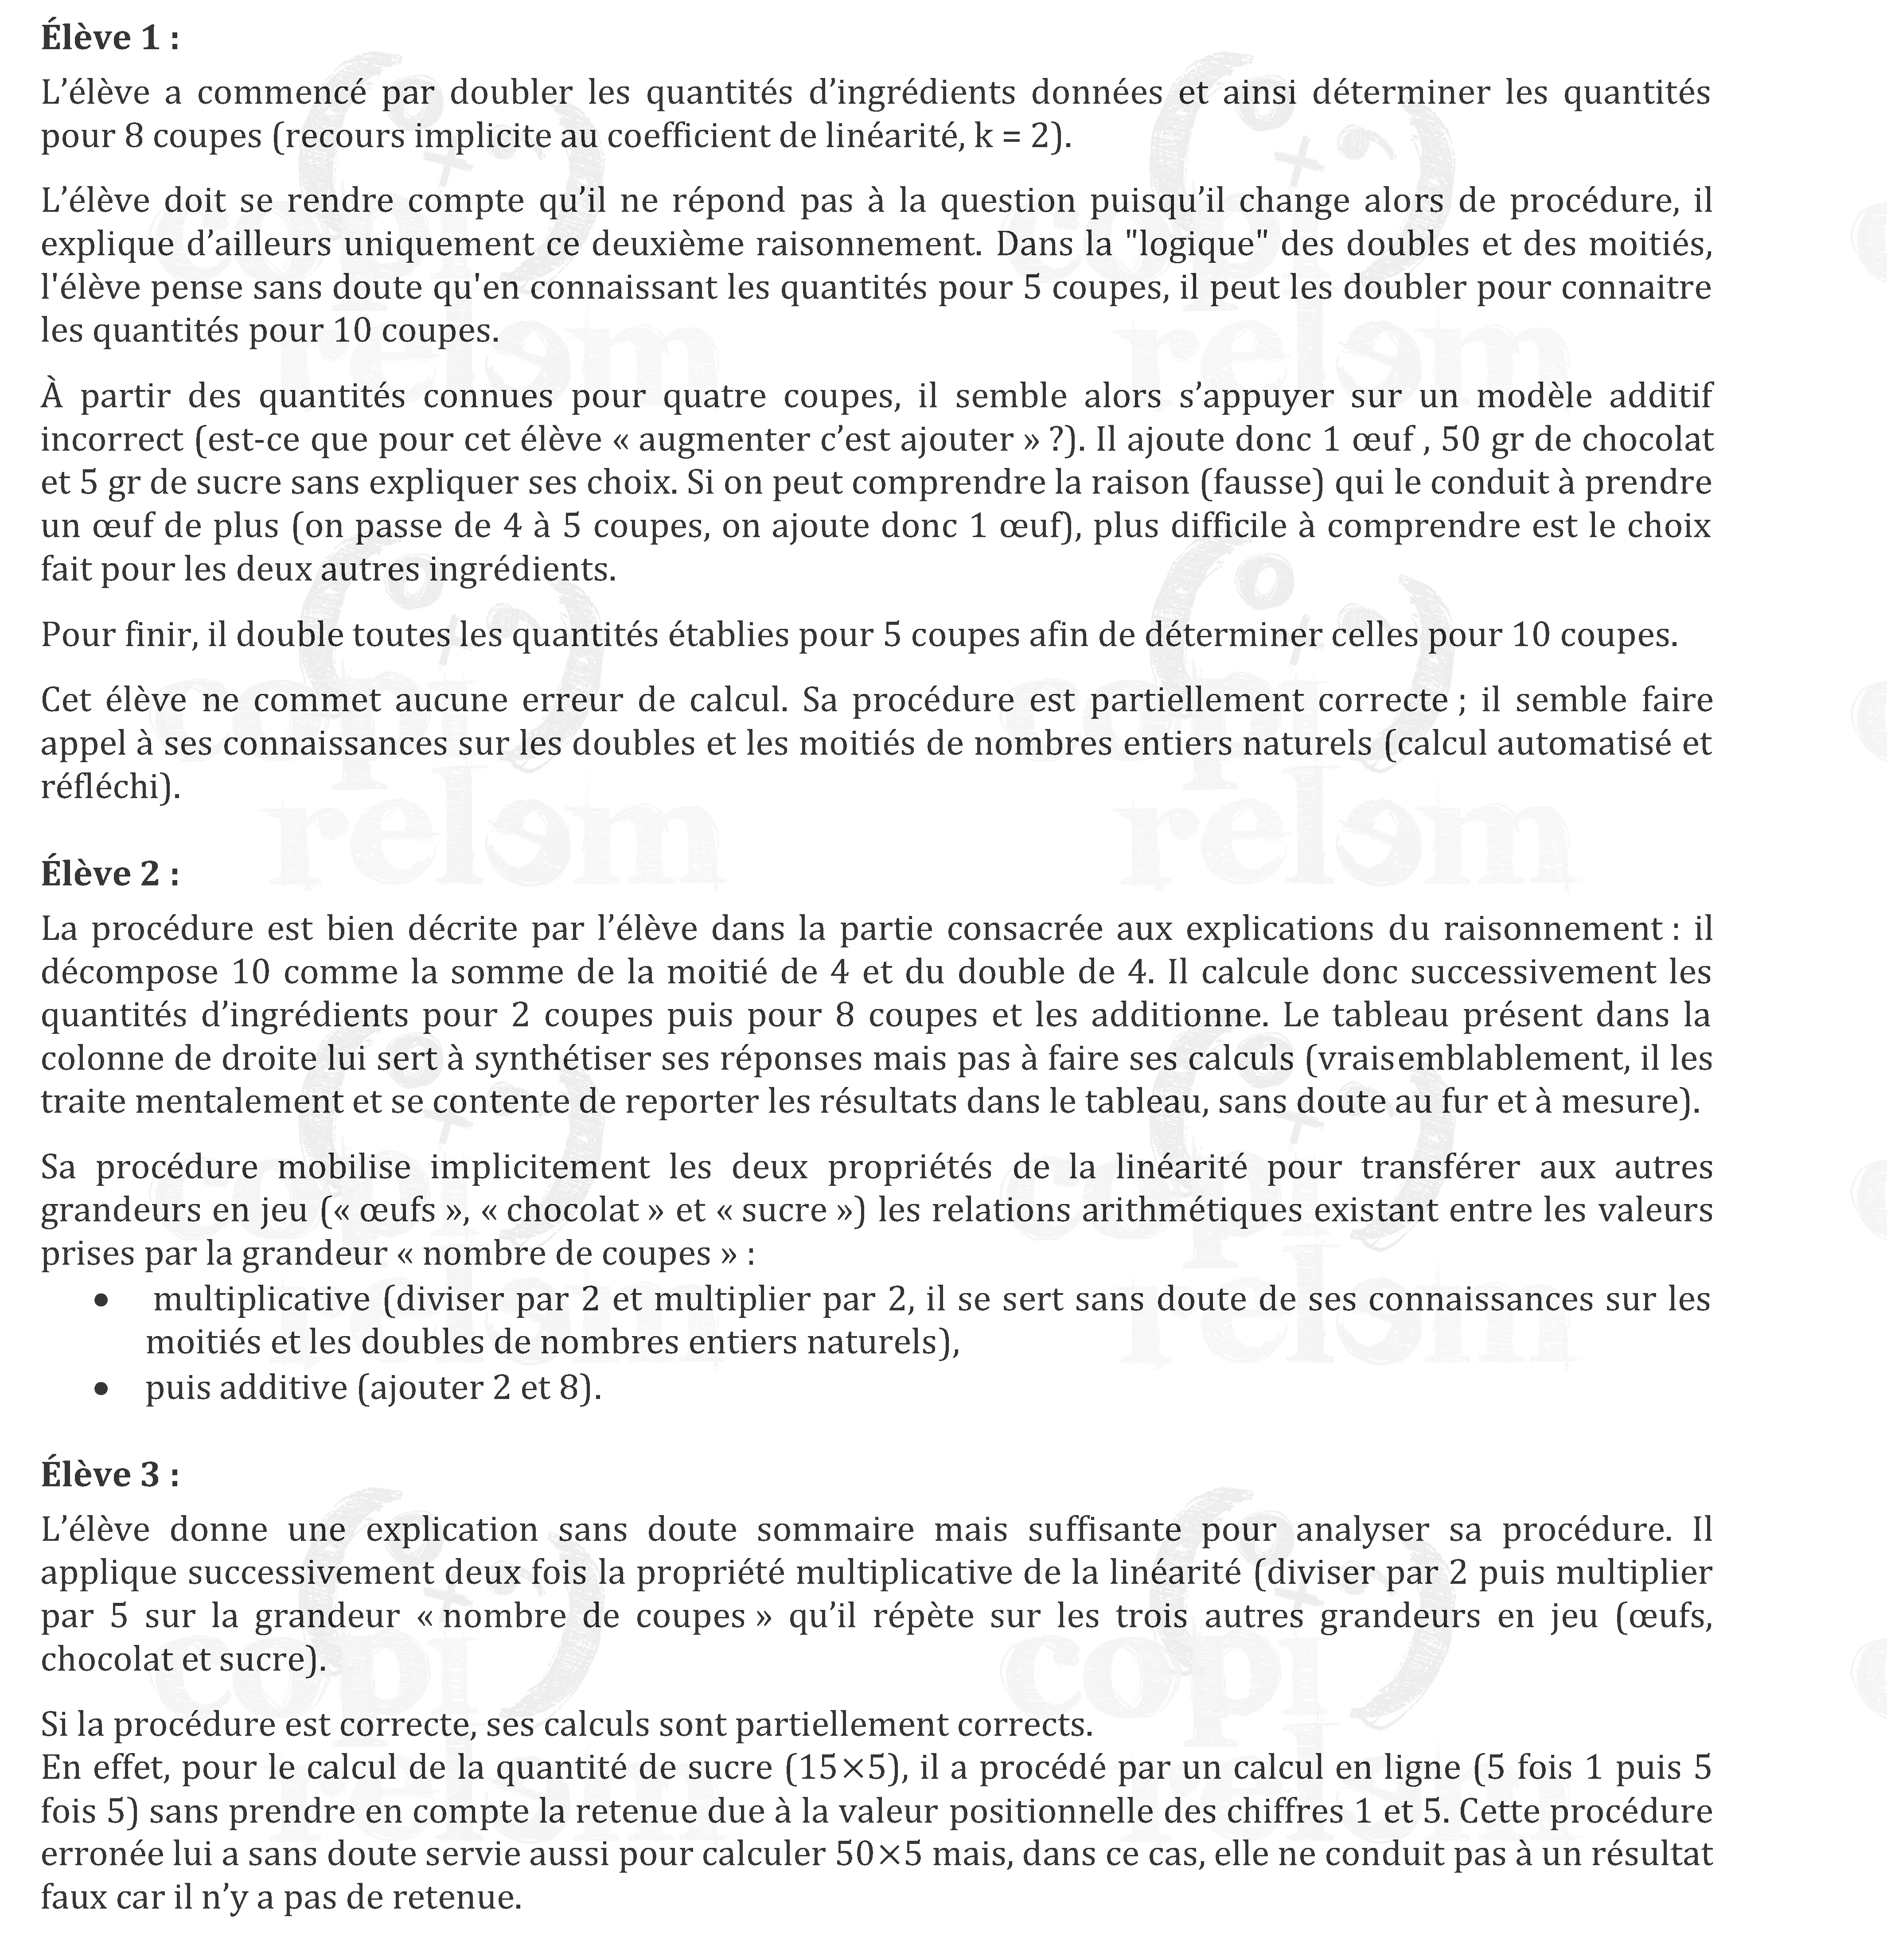 Élève 1 :
L’élève a commencé par doubler les quantités d’ingrédients données et ainsi déterminer les quantités
pour 8 coupes (recours implicite au coefficient de linéarité, k = 2).
L’élève doit se rendre compte qu’il ne répond pas à la question puisqu’il change alors de procédure, il
explique d’ailleurs uniquement ce deuxième raisonnement. Dans la "logique" des doubles et des moitiés,
l'élève pense sans doute qu'en connaissant les quantités pour 5 coupes, il peut les doubler pour connaitre
les quantités pour 10 coupes.
À partir des quantités connues pour quatre coupes, il semble alors s’appuyer sur un modèle additif
incorrect (est-ce que pour cet élève « augmenter c’est ajouter » ?). Il ajoute donc 1 œuf , 50 gr de chocolat
et 5 gr de sucre sans expliquer ses choix. Si on peut comprendre la raison (fausse) qui le conduit à prendre
un œuf de plus (on passe de 4 à 5 coupes, on ajoute donc 1 œuf), plus difficile à comprendre est le choix
fait pour les deux autres ingrédients.
Pour finir, il double toutes les quantités établies pour 5 coupes afin de déterminer celles pour 10 coupes.
Cet élève ne commet aucune erreur de calcul. Sa procédure est partiellement correcte ; il semble faire
appel à ses connaissances sur les doubles et les moitiés de nombres entiers naturels (calcul automatisé et
réfléchi).
Élève 2 :
La procédure est bien décrite par l’élève dans la partie consacrée aux explications du raisonnement : il
décompose 10 comme la somme de la moitié de 4 et du double de 4. Il calcule donc successivement les
quantités d’ingrédients pour 2 coupes puis pour 8 coupes et les additionne. Le tableau présent dans la
colonne de droite lui sert à synthétiser ses réponses mais pas à faire ses calculs (vraisemblablement, il les
traite mentalement et se contente de reporter les résultats dans le tableau, sans doute au fur et à mesure).
Sa procédure mobilise implicitement les deux propriétés de la linéarité pour transférer aux autres
grandeurs en jeu (« œufs », « chocolat » et « sucre ») les relations arithmétiques existant entre les valeurs
prises par la grandeur « nombre de coupes » :
• multiplicative (diviser par 2 et multiplier par 2, il se sert sans doute de ses connaissances sur les
moitiés et les doubles de nombres entiers naturels),
• puis additive (ajouter 2 et 8).
Élève 3 :
L’élève donne une explication sans doute sommaire mais suffisante pour analyser sa procédure. Il
applique successivement deux fois la propriété multiplicative de la linéarité (diviser par 2 puis multiplier
par 5 sur la grandeur « nombre de coupes » qu’il répète sur les trois autres grandeurs en jeu (œufs,
chocolat et sucre).
Si la procédure est correcte, ses calculs sont partiellement corrects.
En effet, pour le calcul de la quantité de sucre (15×5), il a procédé par un calcul en ligne (5 fois 1 puis 5
fois 5) sans prendre en compte la retenue due à la valeur positionnelle des chiffres 1 et 5. Cette procédure
erronée lui a sans doute servie aussi pour calculer 50×5 mais, dans ce cas, elle ne conduit pas à un résultat
faux car il n’y a pas de retenue.